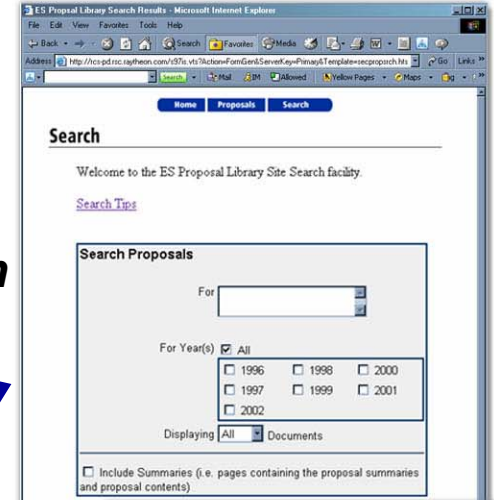 ES Propsal Library Search Results - Microsoft Internet Explorer
File Edit View Favorites Tools Help
Back Search Favorites Media
Address http://rcs-pd.rsc.raytheon.com/s97is.vts?Action=FormGen&ServerKey=Primary&Template=secpropsrch.hts Go Links »
Search Mail AIM Allowed Yellow Pages Maps
Home Proposals Search
Search
Welcome to the ES Proposal Library Site Search facility.
Search Tips
Search Proposals
For
For Year(s) All
1996 1998 2000
1997 1999 2001
2002
Displaying All Documents
Include Summaries (i.e. pages containing the proposal summaries
and proposal contents)